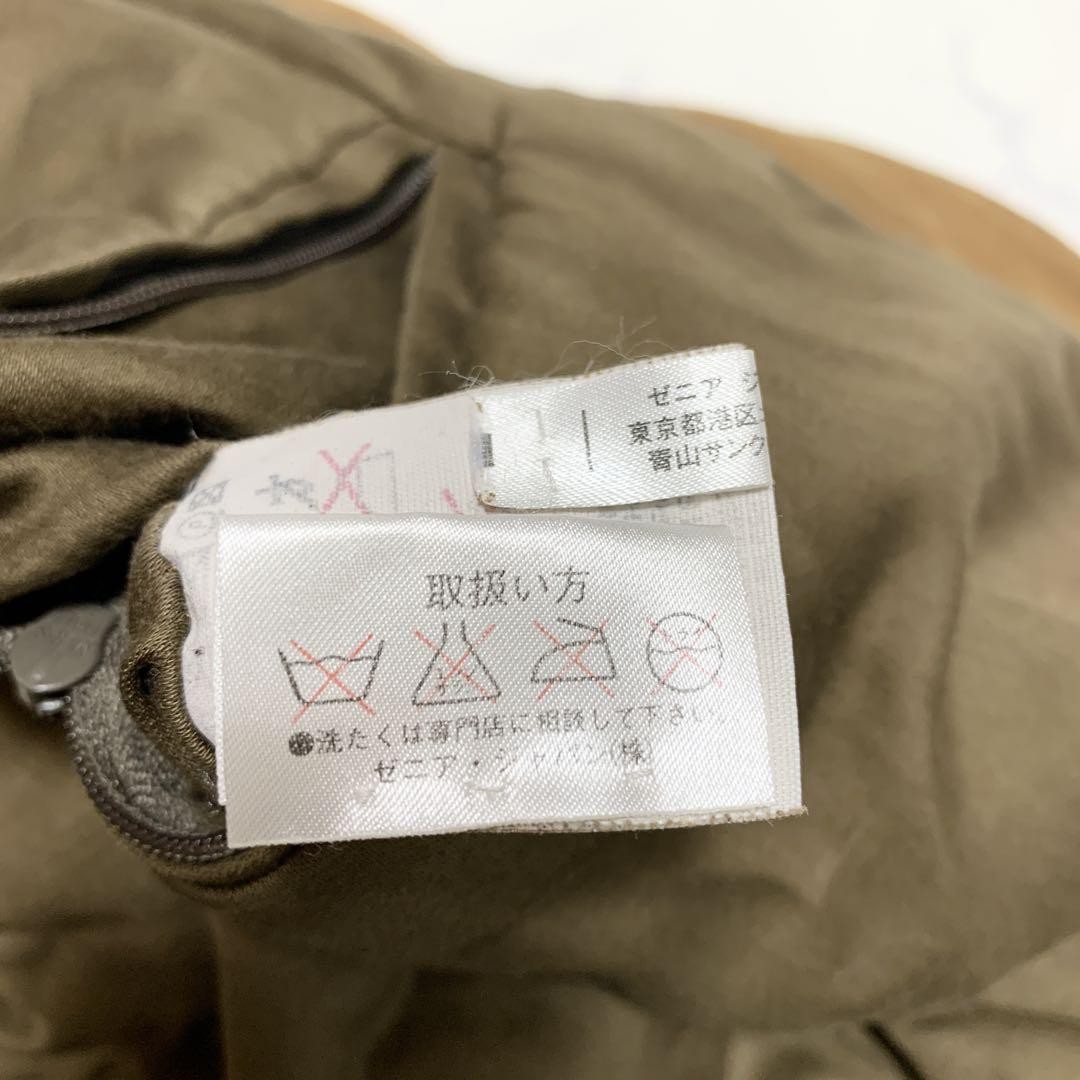 ゼニア
東京都港区
青山サンク
取扱い方
●洗たくは専門店に相談して下さい。
ゼニア・ジャパン(株)